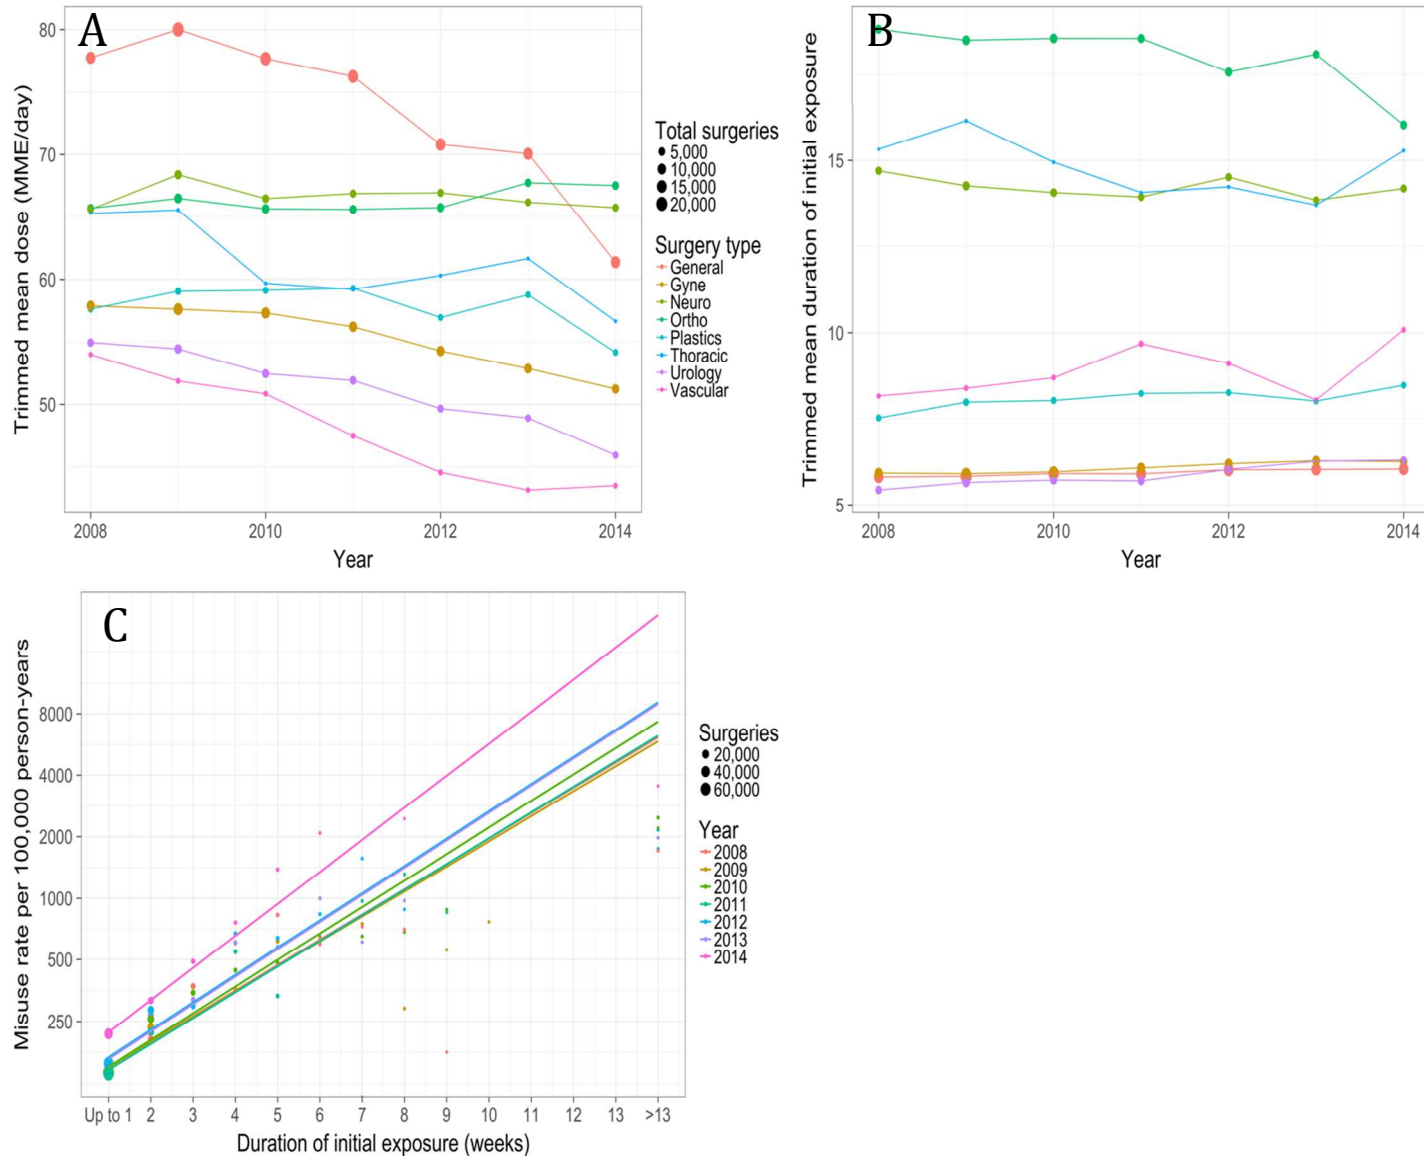 A
Trimmed mean dose (MME/day)
80
70
60
50
2008
2010
2012
2014
Year
Total surgeries
5,000
10,000
15,000
20,000
Surgery type
General
Gyne
Neuro
Ortho
Plastics
Thoracic
Urology
Vascular
B
Trimmed mean duration of initial exposure
15
10
5
2008
2010
2012
2014
Year
C
Misuse rate per 100,000 person-years
8000
4000
2000
1000
500
250
Up to 1
2
3
4
5
6
7
8
9
10
11
12
13
>13
Duration of initial exposure (weeks)
Surgeries
20,000
40,000
60,000
Year
2008
2009
2010
2011
2012
2013
2014